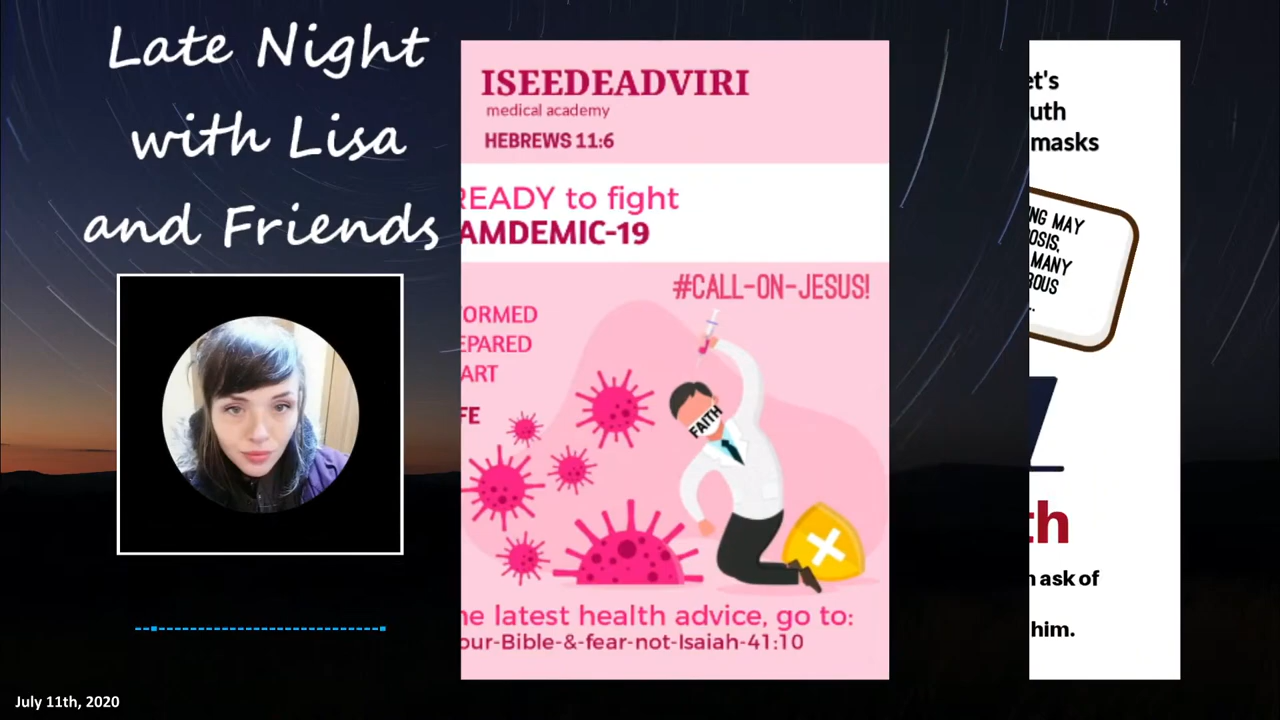 Late Night
with Lisa
and Friends
July 11th, 2020
ISEEDEADVIRI
medical academy
HEBREWS 11:6
READY to fight
AMDEMIC-19
#CALL-ON-JESUS!
ORMED
EPARED
ART
FE
FAITH
he latest health advice, go to:
our-Bible-&-fear-not-Isaiah-41:10
et's
uth
masks
NG MAY
OSIS,
MANY
ROUS
..
th
n ask of
him.